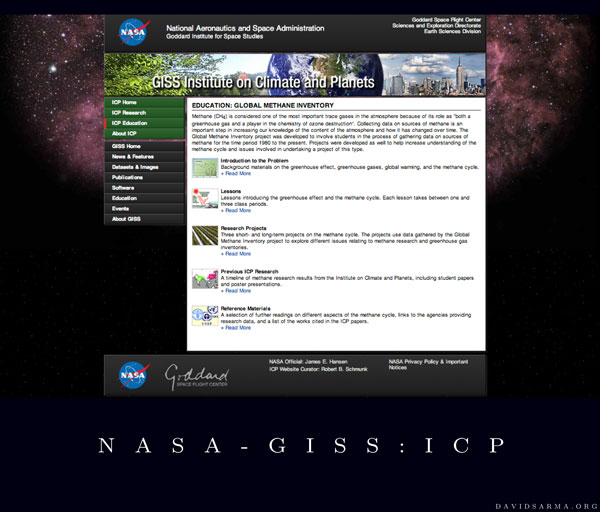 NASA
National Aeronautics and Space Administration
Goddard Institute for Space Studies
Goddard Space Flight Center
Sciences and Exploration Directorate
Earth Sciences Division
GISS Institute on Climate and Planets
ICP Home
ICP Research
ICP Education
About ICP
GISS Home
News & Features
Datasets & Images
Publications
Software
Education
Events
About GISS
EDUCATION: GLOBAL METHANE INVENTORY
Methane (CH4) is considered one of the most important trace gases in the atmosphere because of its role as "both a
greenhouse gas and a player in the chemistry of ozone destruction". Collecting data on sources of methane is an
important step in increasing our knowledge of the content of the atmosphere and how it has changed over time. The
Global Methane Inventory project was developed to involve students in the process of gathering data on sources of
methane for the time period 1980 to the present. Projects were developed as well to help increase understanding of the
methane cycle and issues involved in undertaking a project of this type.
Introduction to the Problem
Background materials on the greenhouse effect, greenhouse gases, global warming, and the methane cycle.
+ Read More
Lessons
Lessons introducing the greenhouse effect and the methane cycle. Each lesson takes between one and
three class periods.
+ Read More
Research Projects
Three short- and long-term projects on the methane cycle. The projects use data gathered by the Global
Methane Inventory project to explore different issues relating to methane research and greenhouse gas
inventories.
+ Read More
Previous ICP Research
A timeline of methane research results from the Institute on Climate and Planets, including student papers
and poster presentations.
+ Read More
Reference Materials
A selection of further readings on different aspects of the methane cycle, links to the agencies providing
research data, and a list of the works cited in the ICP papers.
+ Read More
NASA
Goddard
SPACE FLIGHT CENTER
NASA Official: James E. Hansen
ICP Website Curator: Robert B. Schmunk
NASA Privacy Policy & Important
Notices
NASA-GISS:ICP
DAVIDSARMA.ORG